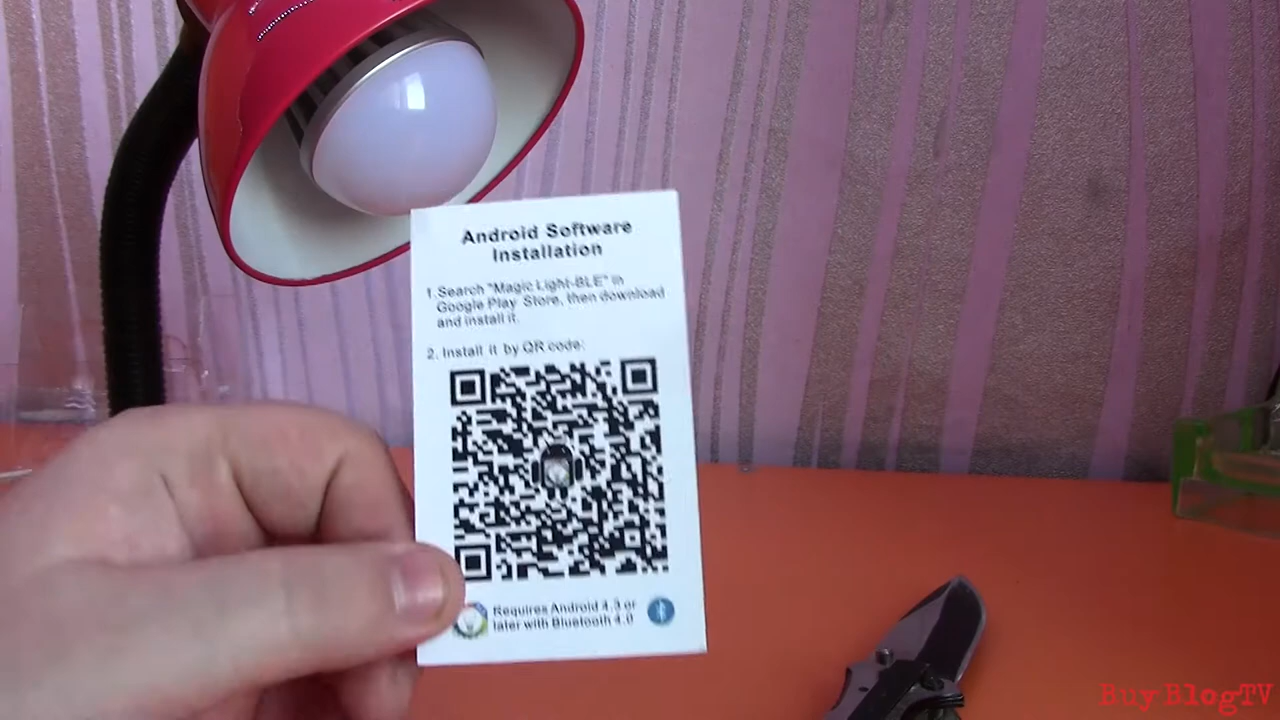 Android Software
Installation
1.Search "Magic Light-BLE" in
Google Play Store, then download
and install it.
2. Install it by QR code:
Requires Android 4.3 or
later with Bluetooth 4.0
Buy BlogTV